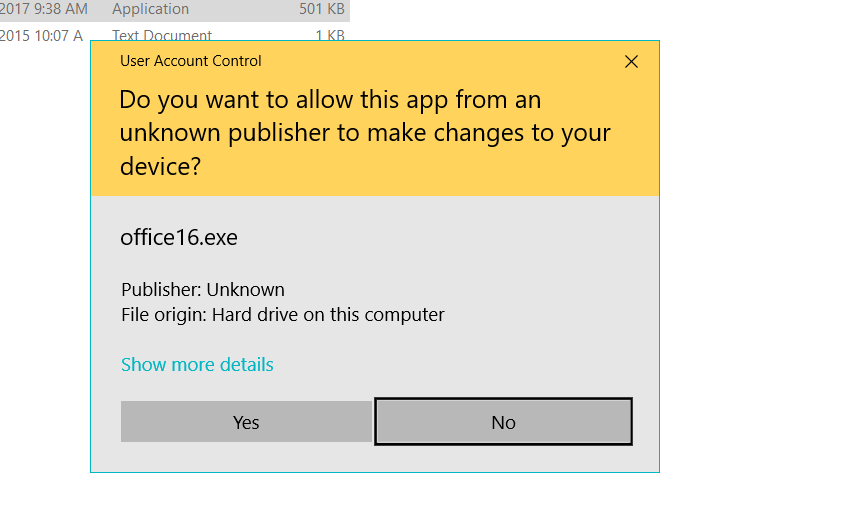 2017 9:38 AM Application 501 KB
2015 10:07 A Text Document 1 KB
User Account Control
Do you want to allow this app from an
unknown publisher to make changes to your
device?
office16.exe
Publisher: Unknown
File origin: Hard drive on this computer
Show more details
Yes No